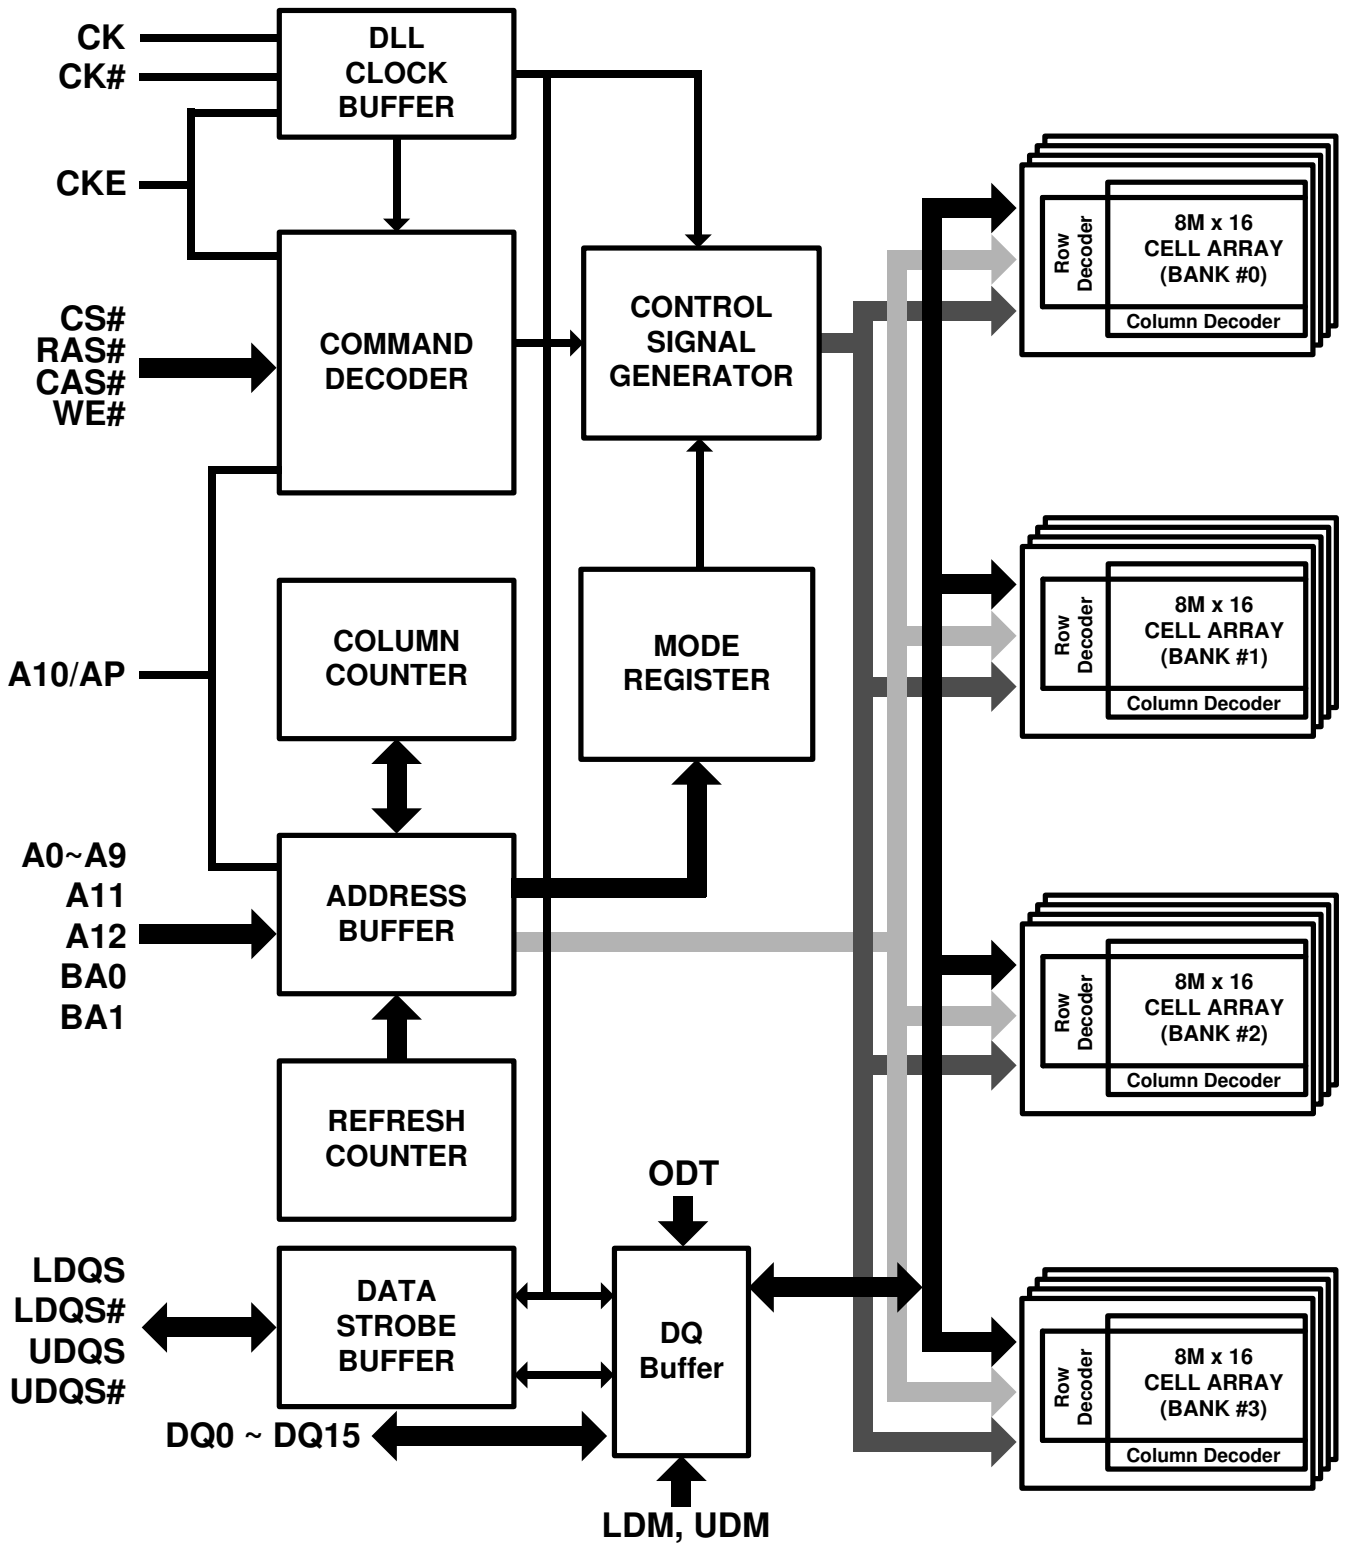 CK
CK#
CKE
CS#
RAS#
CAS#
WE#
A10/AP
A0~A9
A11
A12
BA0
BA1
LDQS
LDQS#
UDQS
UDQS#
DQ0 ~ DQ15
DLL
CLOCK
BUFFER
COMMAND
DECODER
COLUMN
COUNTER
ADDRESS
BUFFER
REFRESH
COUNTER
DATA
STROBE
BUFFER
CONTROL
SIGNAL
GENERATOR
MODE
REGISTER
ODT
DQ
Buffer
LDM, UDM
Row
Decoder
8M x 16
CELL ARRAY
(BANK #0)
Column Decoder
Row
Decoder
8M x 16
CELL ARRAY
(BANK #1)
Column Decoder
Row
Decoder
8M x 16
CELL ARRAY
(BANK #2)
Column Decoder
Row
Decoder
8M x 16
CELL ARRAY
(BANK #3)
Column Decoder